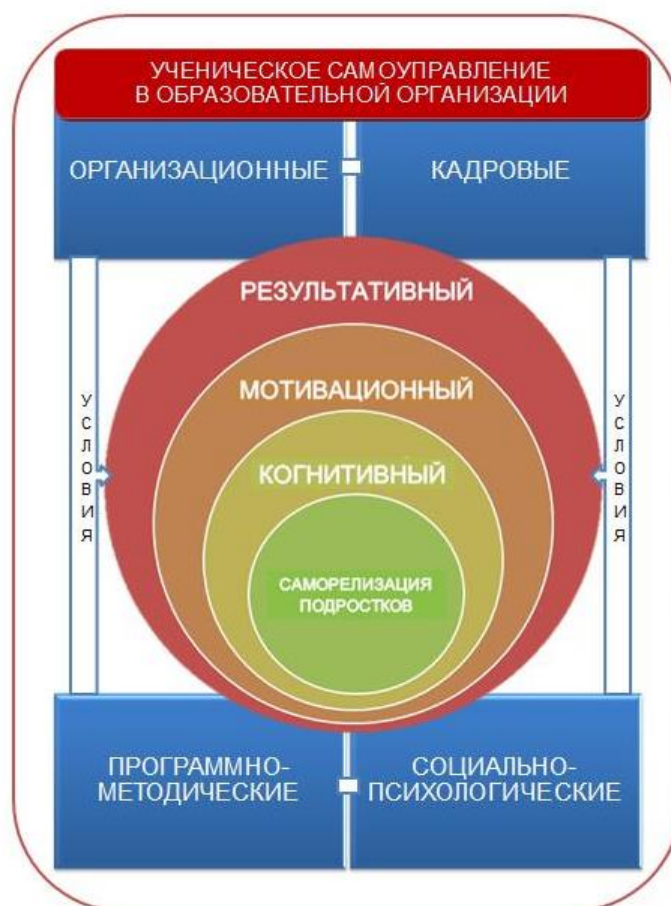 УЧЕНИЧЕСКОЕ САМОУПРАВЛЕНИЕ
В ОБРАЗОВАТЕЛЬНОЙ ОРГАНИЗАЦИИ
ОРГАНИЗАЦИОННЫЕ
КАДРОВЫЕ
РЕЗУЛЬТАТИВНЫЙ
МОТИВАЦИОННЫЙ
КОГНИТИВНЫЙ
САМОРЕЛИЗАЦИЯ
ПОДРОСТКОВ
УСЛОВИЯ
УСЛОВИЯ
ПРОГРАММНО-
МЕТОДИЧЕСКИЕ
СОЦИАЛЬНО-
ПСИХОЛОГИЧЕСКИЕ